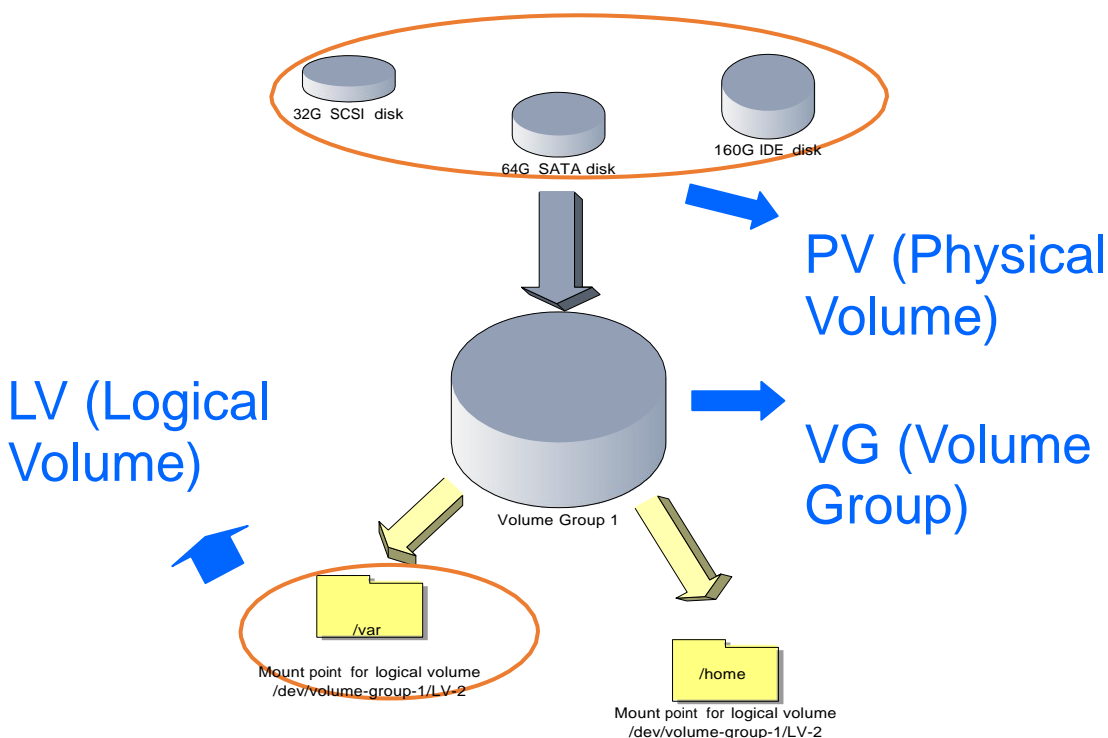 32G SCSI disk
64G SATA disk
160G IDE disk
PV (Physical
Volume)
LV (Logical
Volume)
VG (Volume
Group)
Volume Group 1
/var
Mount point for logical volume
/dev/volume-group-1/LV-2
/home
Mount point for logical volume
/dev/volume-group-1/LV-2